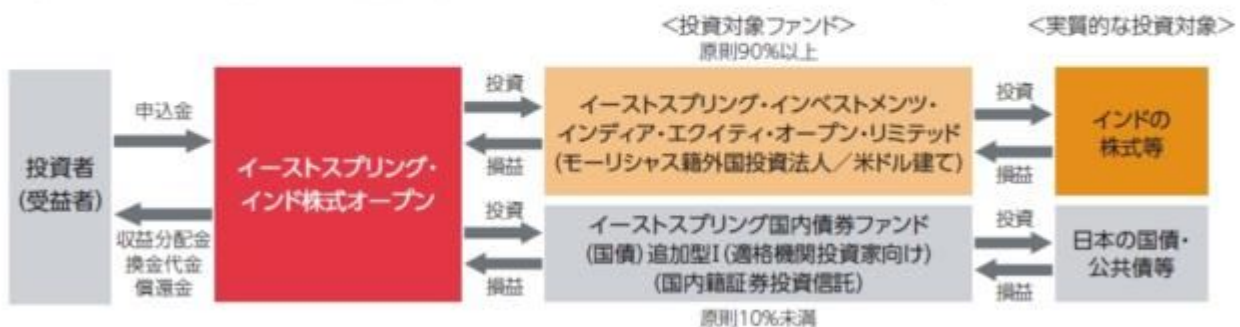 <投資対象ファンド>
原則90%以上
<実質的な投資対象>
投資者
(受益者)
申込金
収益分配金
換金代金
償還金
イーストスプリング・
インド株式オープン
投資
損益
イーストスプリング・インベストメンツ・
インディア・エクイティ・オープン・リミテッド
(モーリシャス籍外国投資法人／米ドル建て)
投資
損益
インドの
株式等
投資
損益
イーストスプリング国内債券ファンド
(国債)追加型I(適格機関投資家向け)
(国内籍証券投資信託)
原則10%未満
投資
損益
日本の国債・
公共債等